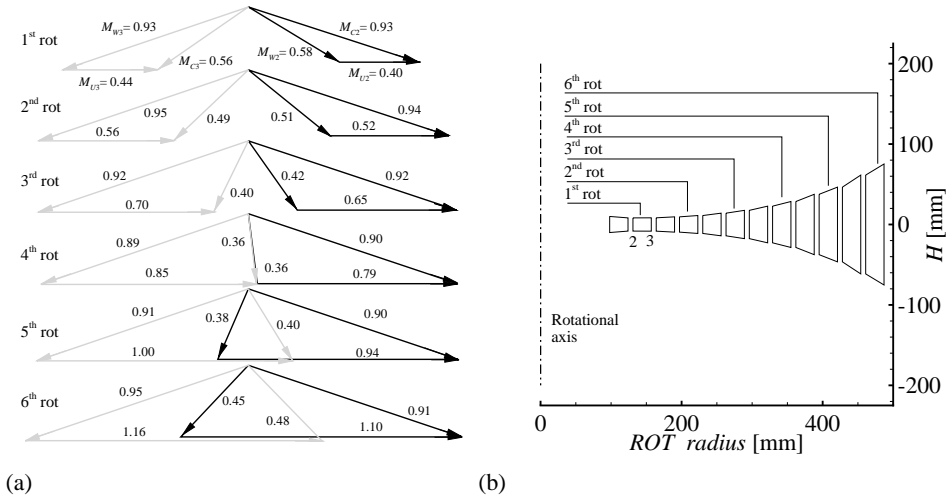 1st rot
M_W3= 0.93
M_C2= 0.93
M_C3= 0.56
M_W2= 0.58
M_U3= 0.44
M_U2= 0.40
2nd rot
0.95
0.49
0.51
0.94
0.56
0.52
3rd rot
0.92
0.40
0.42
0.92
0.70
0.65
4th rot
0.89
0.36
0.36
0.90
0.85
0.79
5th rot
0.91
0.38
0.40
0.90
1.00
0.94
6th rot
0.95
0.45
0.48
0.91
1.16
1.10
(a)
6th rot
5th rot
4th rot
3rd rot
2nd rot
1st rot
2 3
Rotational
axis
200
100
0
-100
-200
H [mm]
0 200 400
ROT radius [mm]
(b)